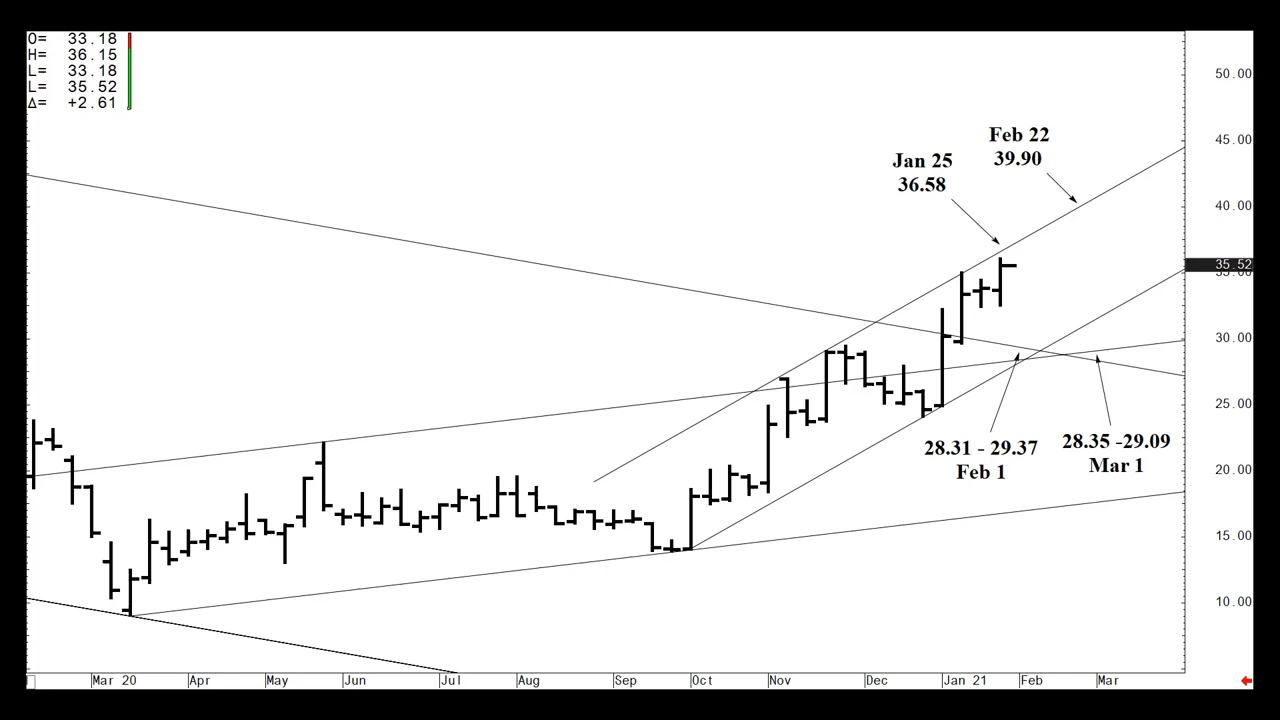 O= 33.18
H= 36.15
L= 33.18
L= 35.52
Δ= +2.61
50.00
Feb 22
39.90
45.00
Jan 25
36.58
40.00
35.52
35.00
30.00
25.00
28.31 - 29.37
Feb 1
28.35 -29.09
Mar 1
20.00
15.00
10.00
Mar 20 Apr May Jun Jul Aug Sep Oct Nov Dec Jan 21 Feb Mar